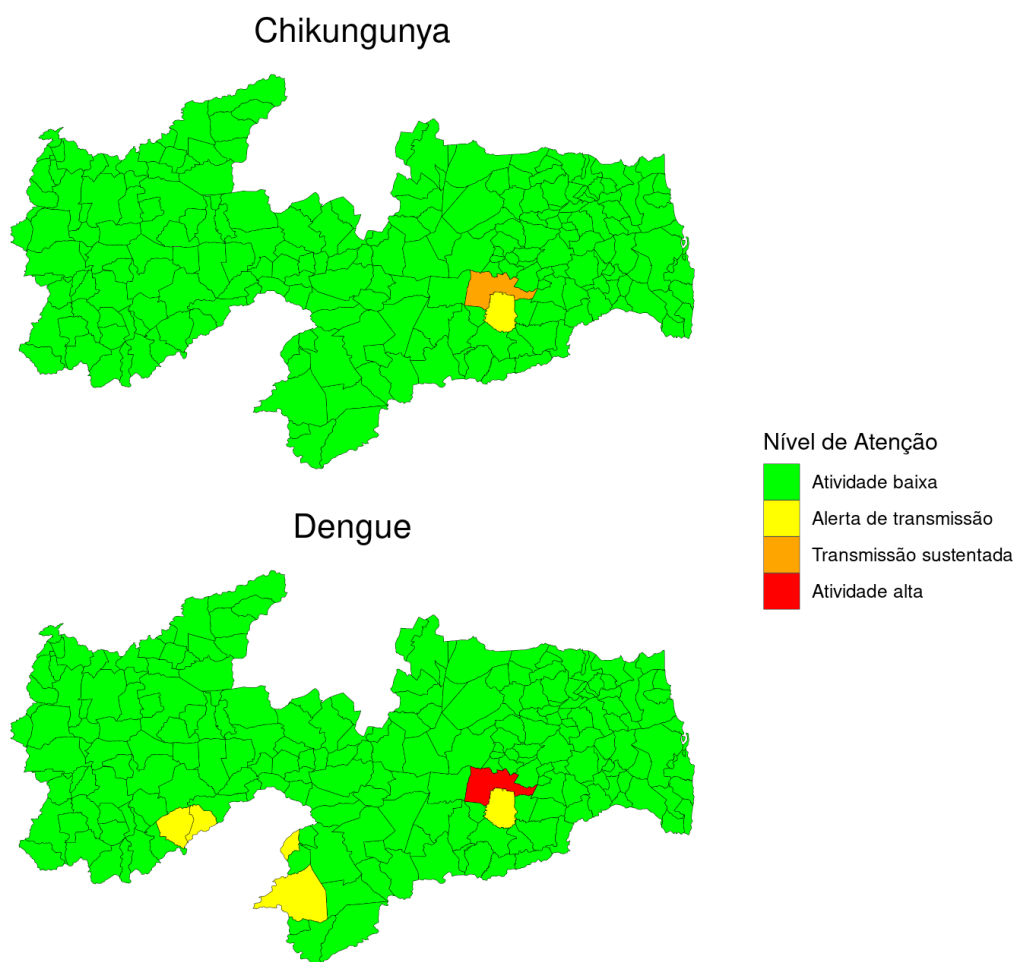 Chikungunya
Nível de Atenção
Atividade baixa
Alerta de transmissão
Transmissão sustentada
Atividade alta
Dengue